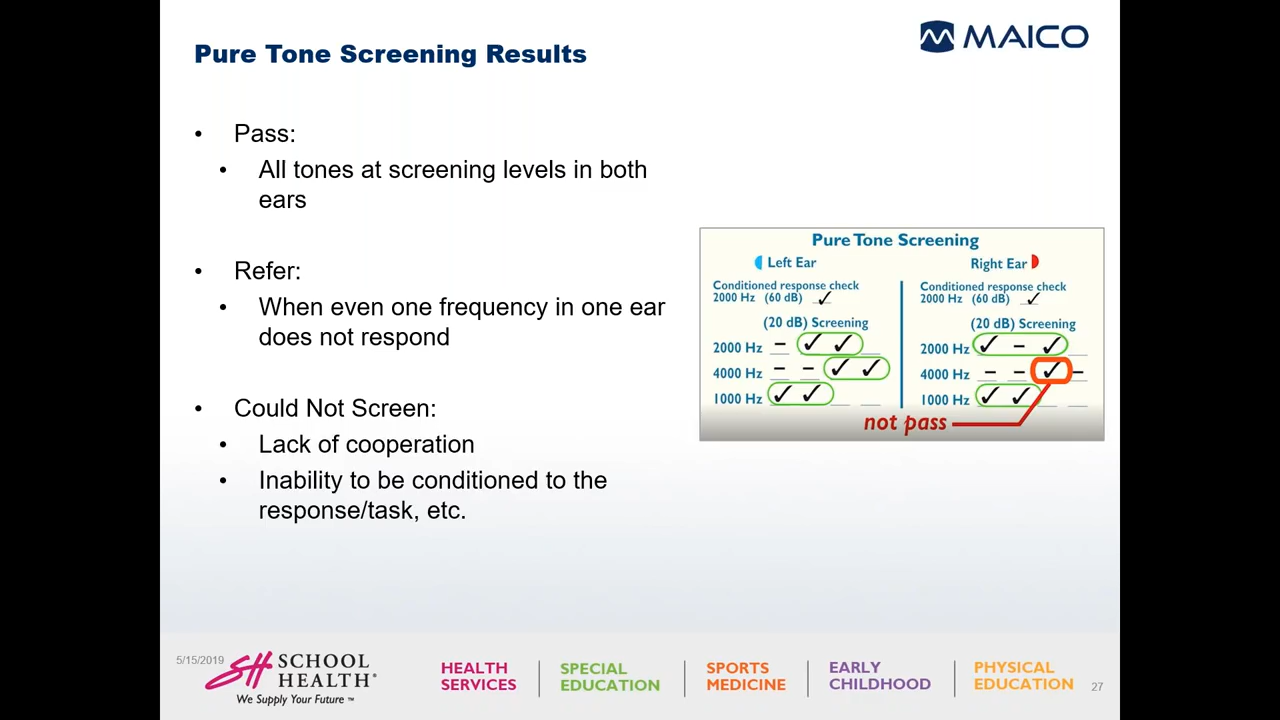 Pure Tone Screening Results
MAICO
• Pass:
• All tones at screening levels in both
ears
• Refer:
• When even one frequency in one ear
does not respond
• Could Not Screen:
• Lack of cooperation
• Inability to be conditioned to the
response/task, etc.
Pure Tone Screening
Left Ear
Conditioned response check
2000 Hz (60 dB) ✓
(20 dB) Screening
2000 Hz – ✓ ✓
4000 Hz – – ✓ ✓
1000 Hz ✓ ✓
Right Ear
Conditioned response check
2000 Hz (60 dB) ✓
(20 dB) Screening
2000 Hz ✓ – ✓
4000 Hz – – ✓ –
1000 Hz ✓ ✓
not pass
5/15/2019
SH SCHOOL
HEALTH®
We Supply Your Future™
HEALTH
SERVICES
SPECIAL
EDUCATION
SPORTS
MEDICINE
EARLY
CHILDHOOD
PHYSICAL
EDUCATION
27